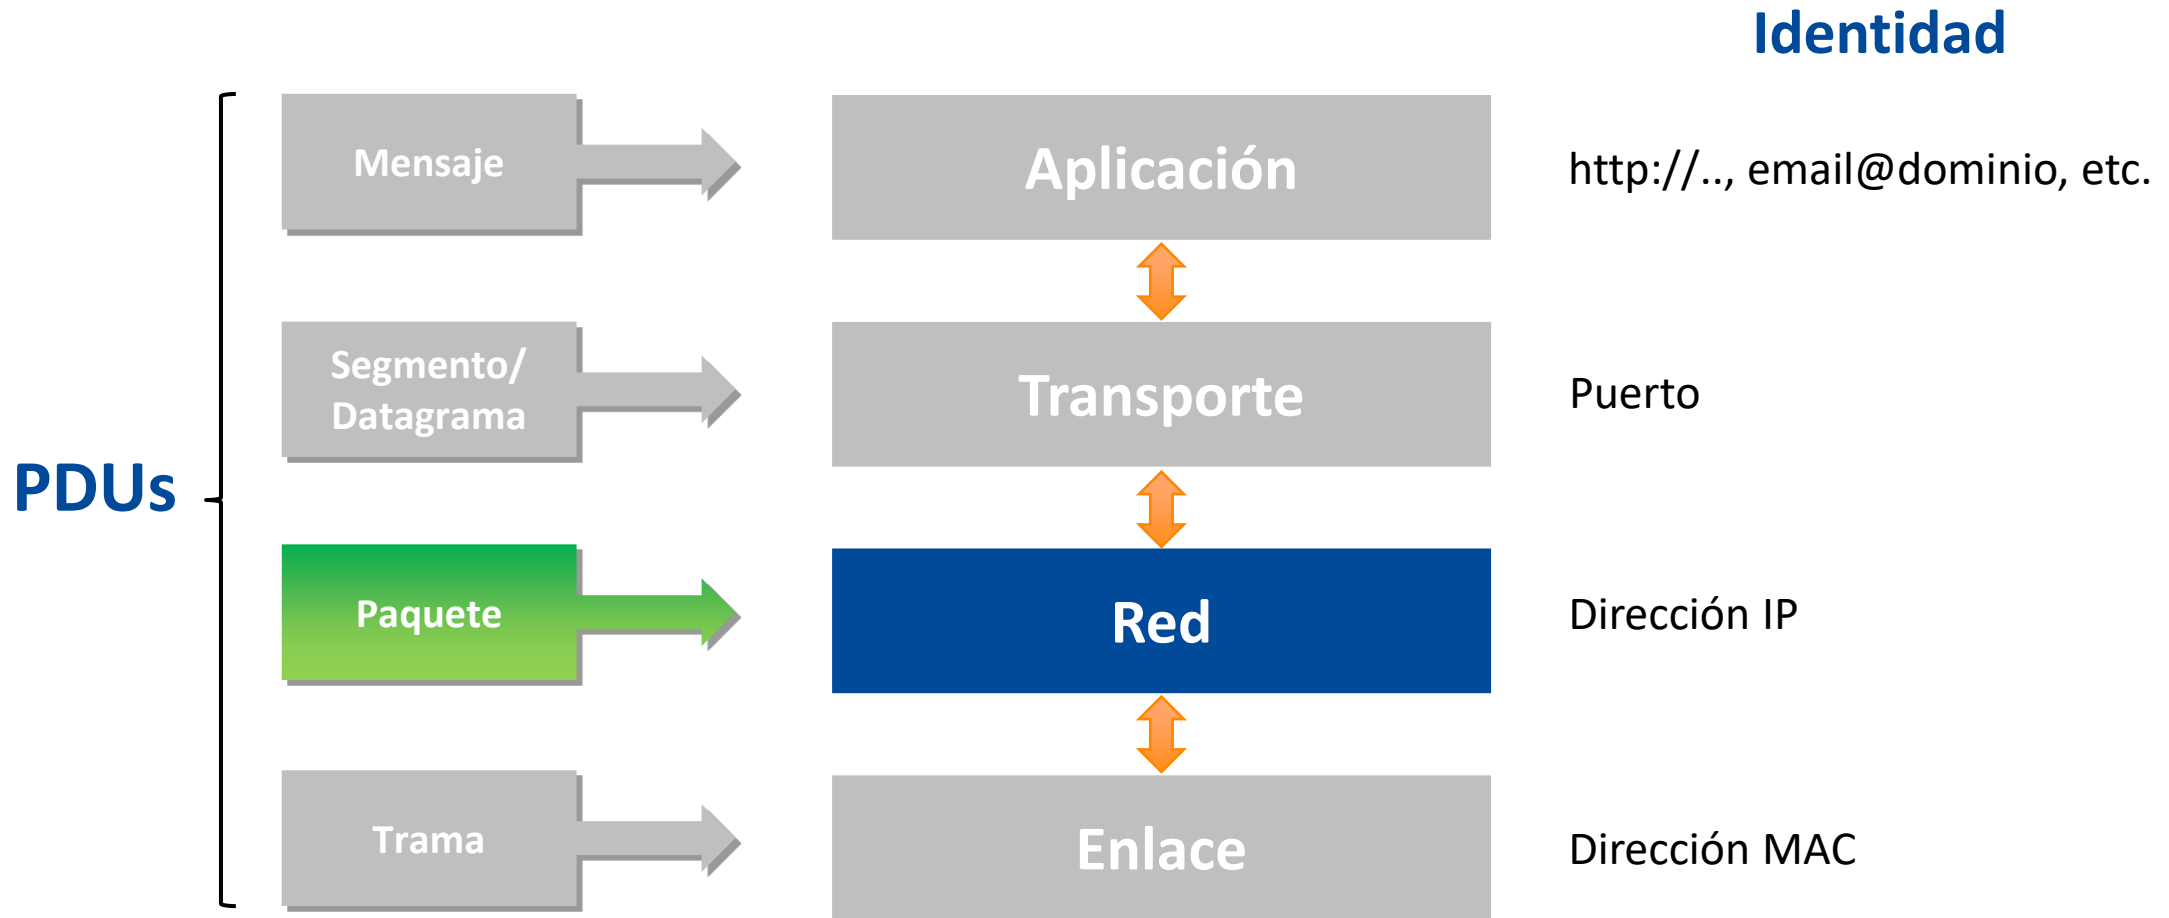 Identidad
Mensaje
Aplicación
http://.., email@dominio, etc.
Segmento/
Datagrama
Transporte
Puerto
PDUs
Paquete
Red
Dirección IP
Trama
Enlace
Dirección MAC